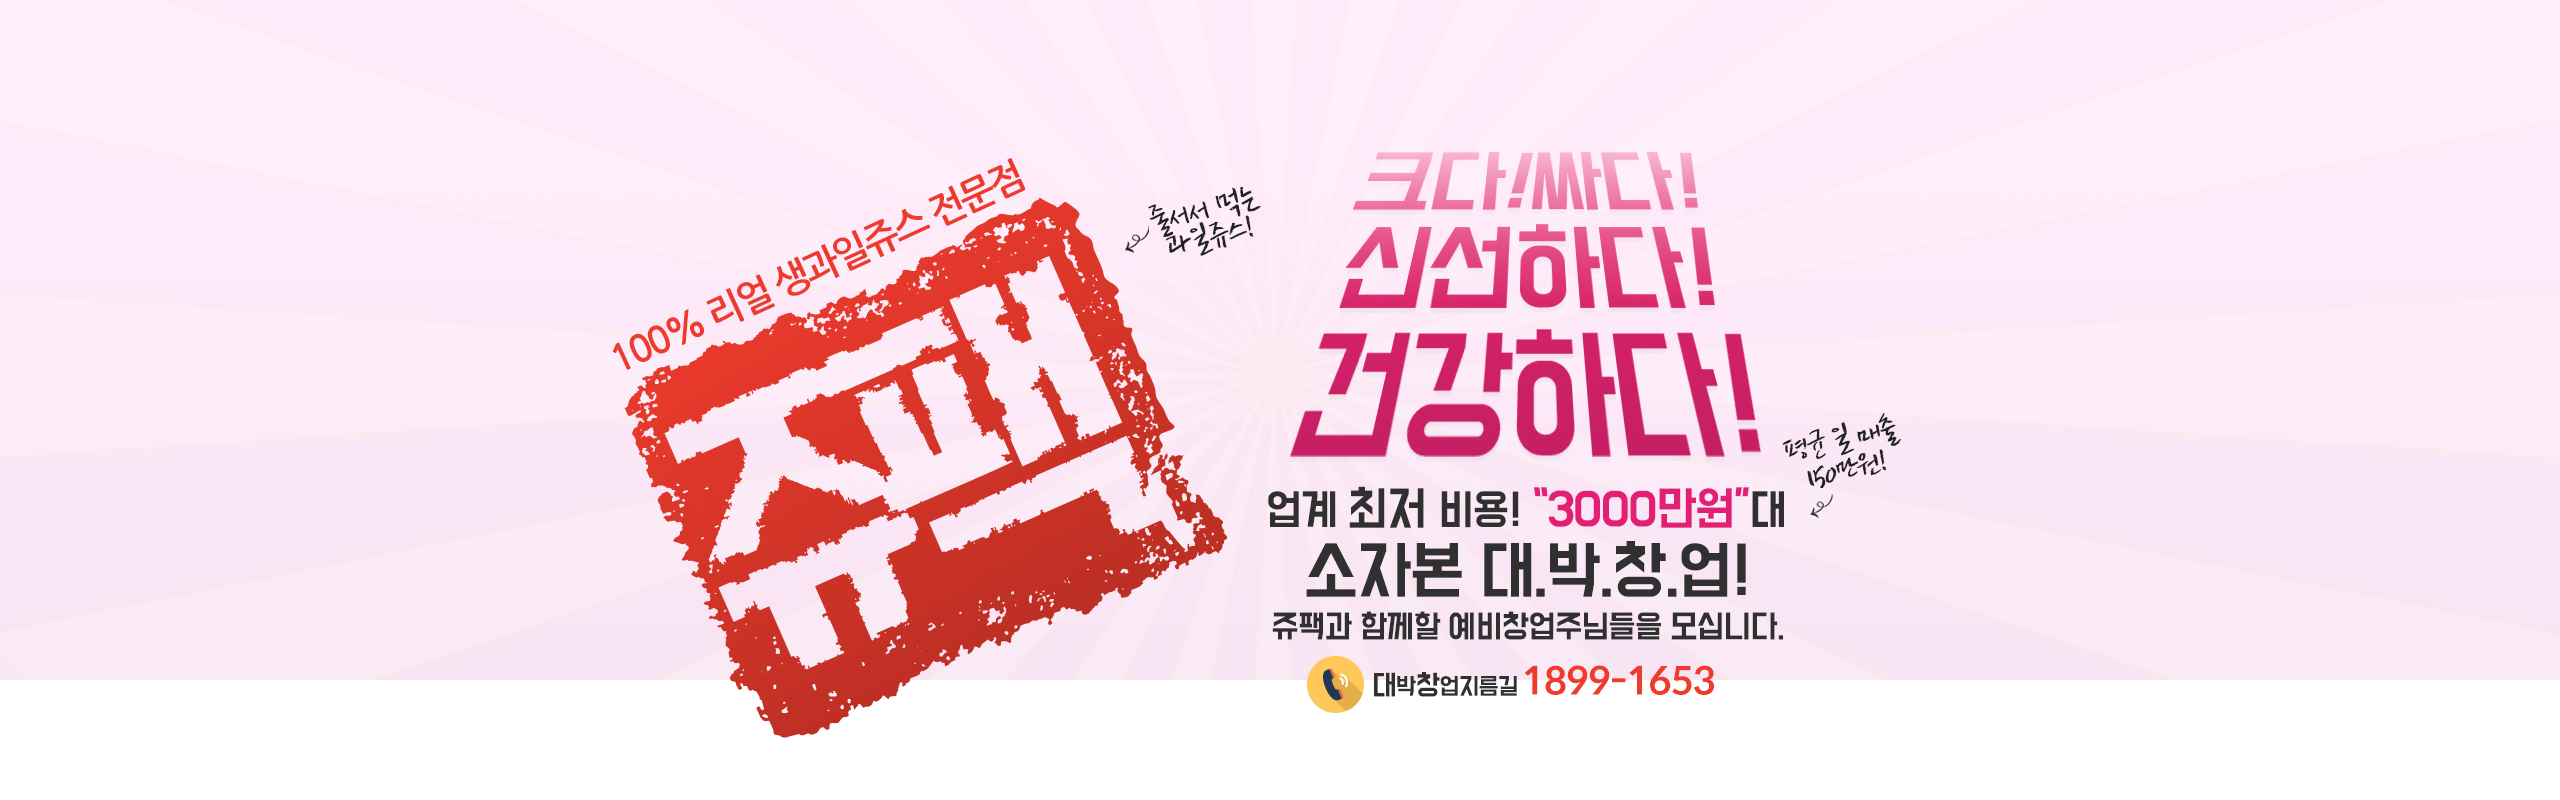 100% 리얼 생과일쥬스 전문점
쥬팩
줄서서 먹는
과일쥬스!
크다!싸다!
신선하다!
건강하다!
평균 일 매출
150만원!
업계 최저 비용! "3000만원"대
소자본 대.박.창.업!
쥬팩과 함께할 예비창업주님들을 모십니다.
대박창업지름길 1899-1653